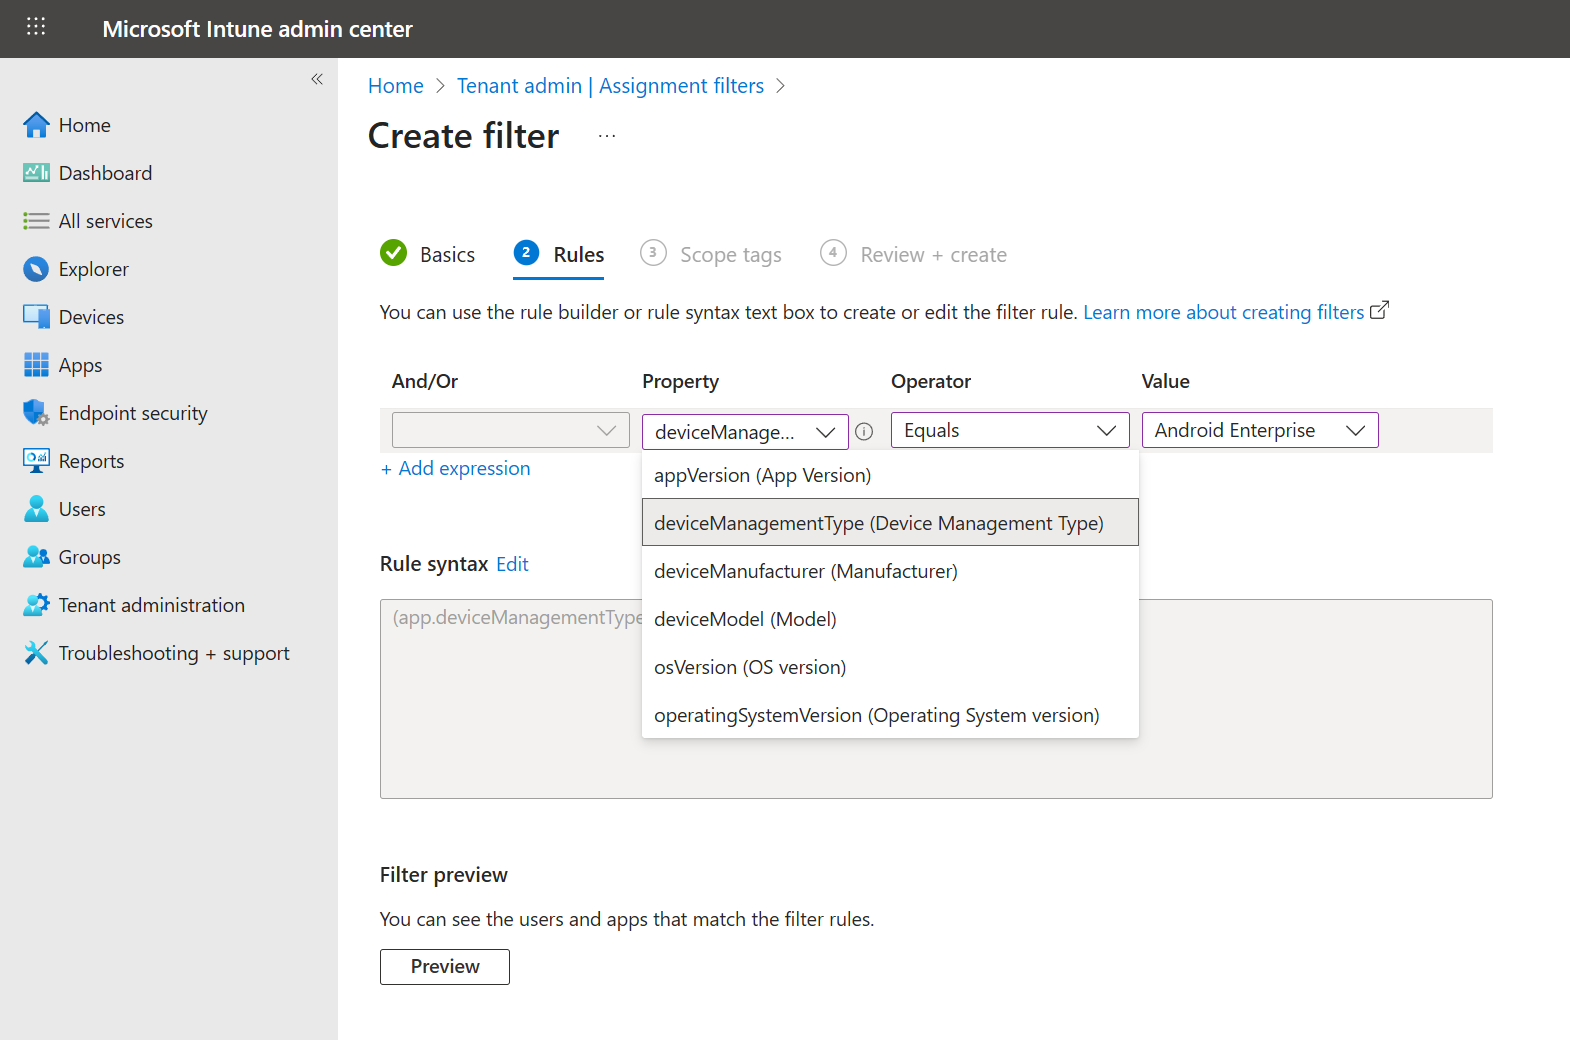 Microsoft Intune admin center
Home
Dashboard
All services
Explorer
Devices
Apps
Endpoint security
Reports
Users
Groups
Tenant administration
Troubleshooting + support
Home > Tenant admin | Assignment filters >
Create filter ...
Basics 2 Rules 3 Scope tags 4 Review + create
You can use the rule builder or rule syntax text box to create or edit the filter rule. Learn more about creating filters
And/Or Property Operator Value
deviceManage... Equals Android Enterprise
+ Add expression
appVersion (App Version)
deviceManagementType (Device Management Type)
deviceManufacturer (Manufacturer)
deviceModel (Model)
osVersion (OS version)
operatingSystemVersion (Operating System version)
Rule syntax Edit
(app.deviceManagementType
Filter preview
You can see the users and apps that match the filter rules.
Preview